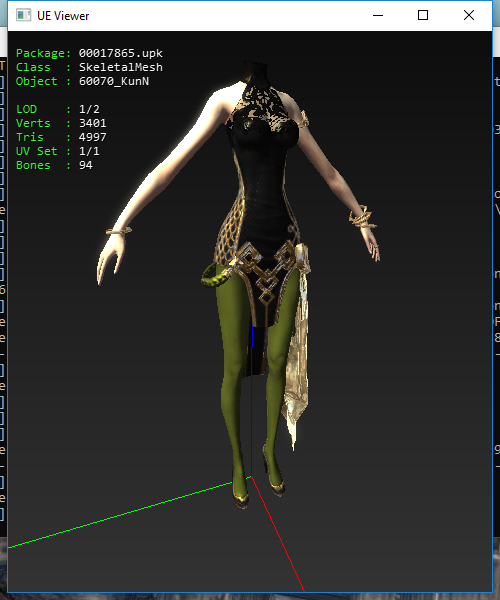 UE Viewer
Package: 00017865.upk
Class : SkeletalMesh
Object : 60070_KunN
LOD : 1/2
Verts : 3401
Tris : 4997
UV Set : 1/1
Bones : 94